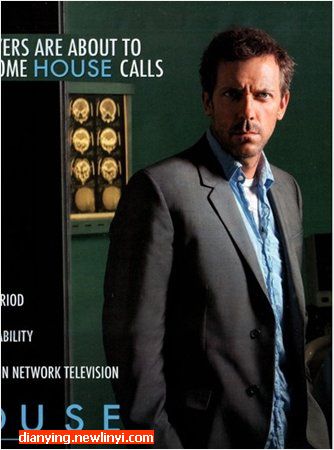 ERS ARE ABOUT TO
OME HOUSE CALLS
RIOD
ABILITY
N NETWORK TELEVISION
OUSE
dianying.newlinyi.com